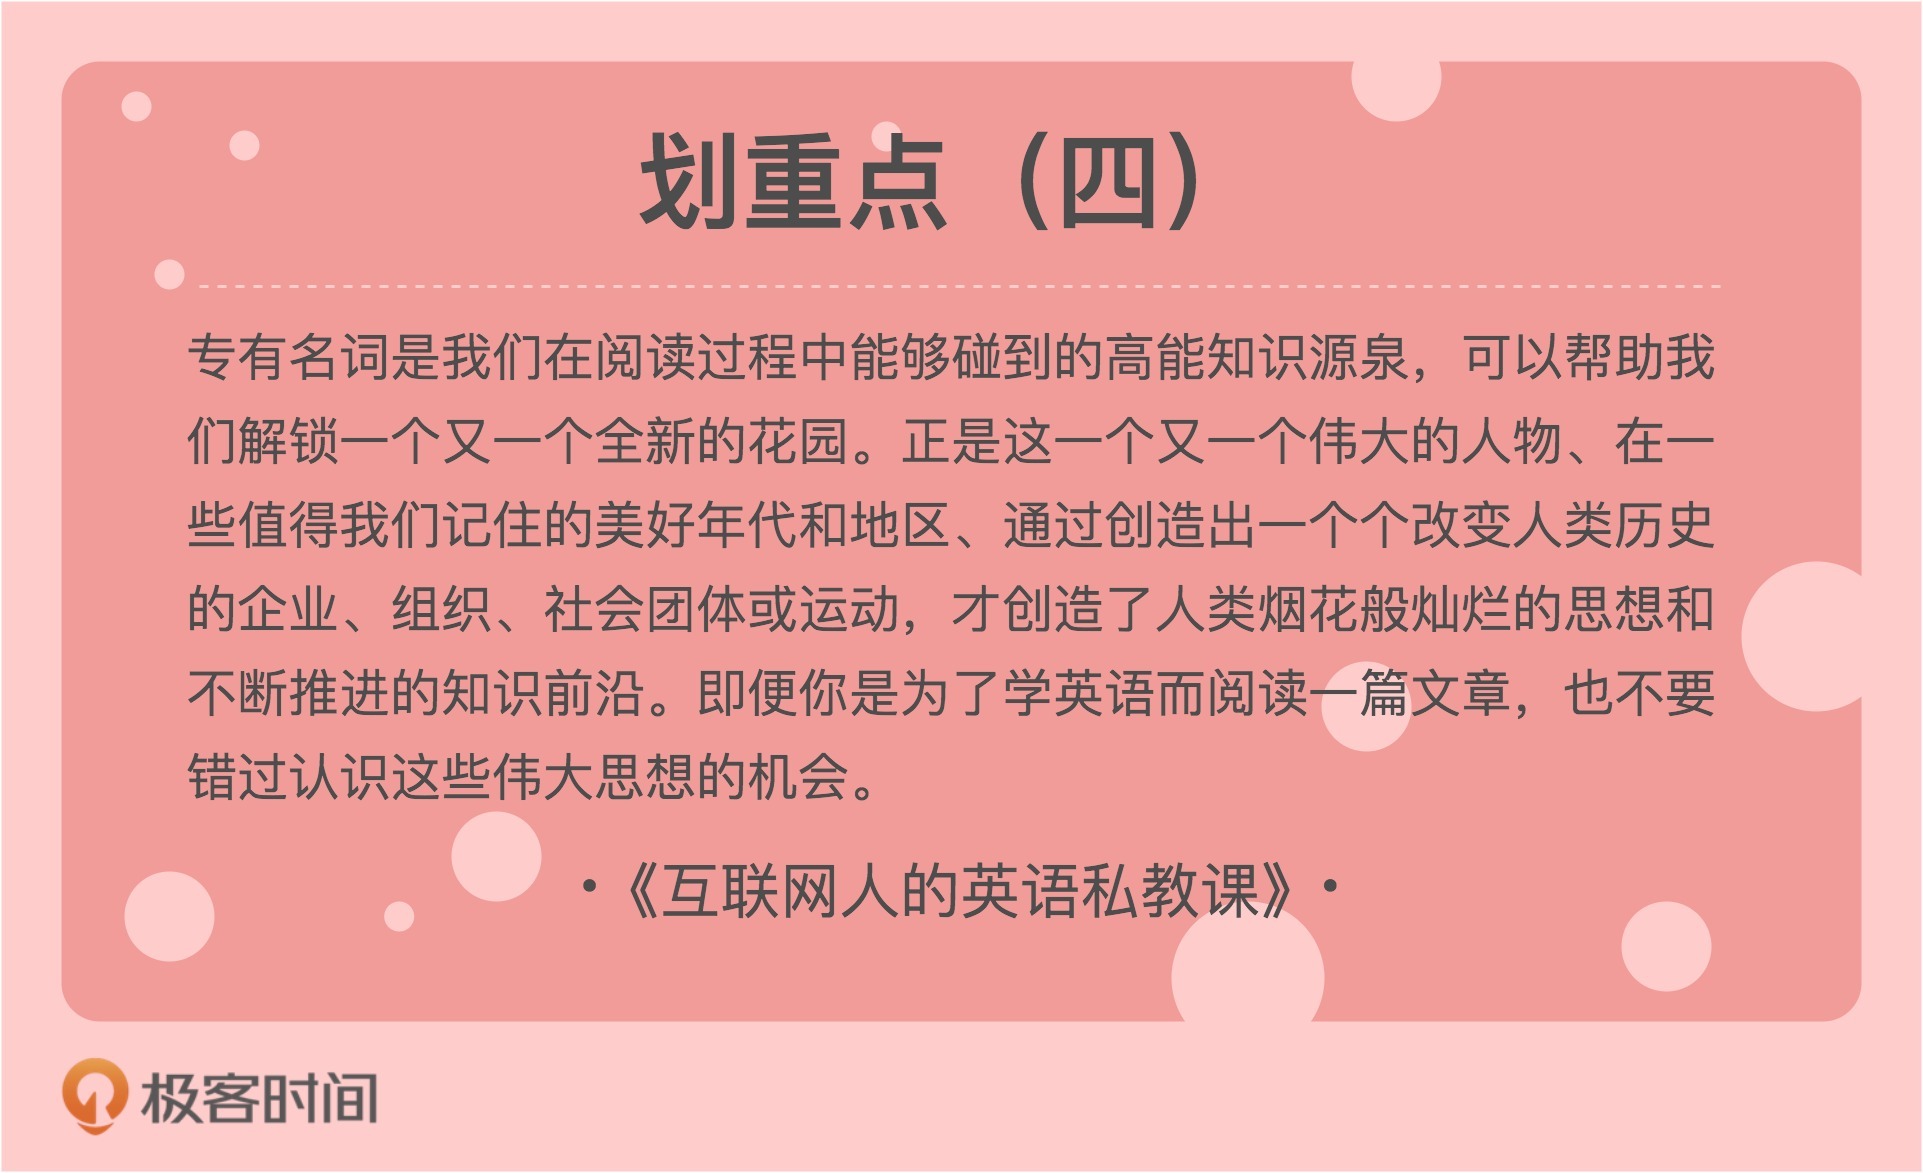 划重点（四）
专有名词是我们在阅读过程中能够碰到的高能知识源泉，可以帮助我
们解锁一个又一个全新的花园。正是这一个又一个伟大的人物、在一
些值得我们记住的美好年代和地区、通过创造出一个个改变人类历史
的企业、组织、社会团体或运动，才创造了人类烟花般灿烂的思想和
不断推进的知识前沿。即便你是为了学英语而阅读一篇文章，也不要
错过认识这些伟大思想的机会。
·《互联网人的英语私教课》·
极客时间